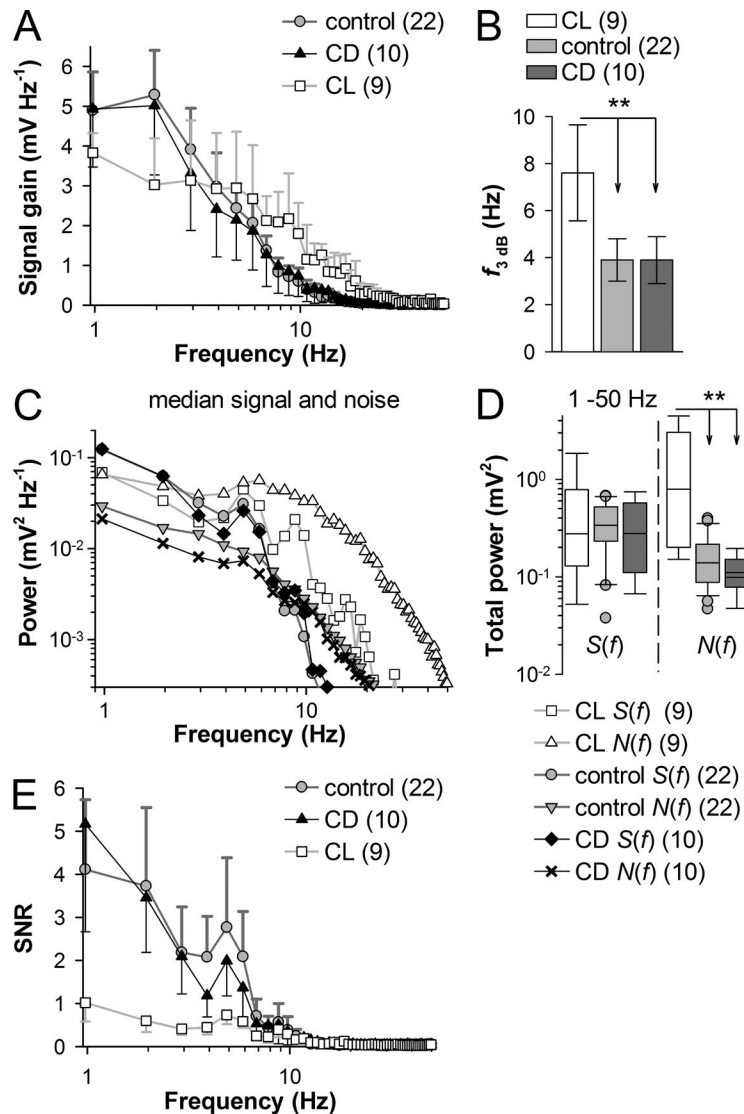 A
control (22)
CD (10)
CL (9)
Signal gain (mV Hz⁻¹)
6
5
4
3
2
1
0
1
10
Frequency (Hz)
B
CL (9)
control (22)
CD (10)
**
f3 dB (Hz)
10
8
6
4
2
0
C
median signal and noise
Power (mV² Hz⁻¹)
10⁻¹
10⁻²
10⁻³
1
10
Frequency (Hz)
D
1 -50 Hz
**
Total power (mV²)
10⁰
10⁻¹
10⁻²
S(f)
N(f)
CL S(f) (9)
CL N(f) (9)
control S(f) (22)
control N(f) (22)
CD S(f) (10)
CD N(f) (10)
E
control (22)
CD (10)
CL (9)
SNR
6
5
4
3
2
1
0
1
10
Frequency (Hz)